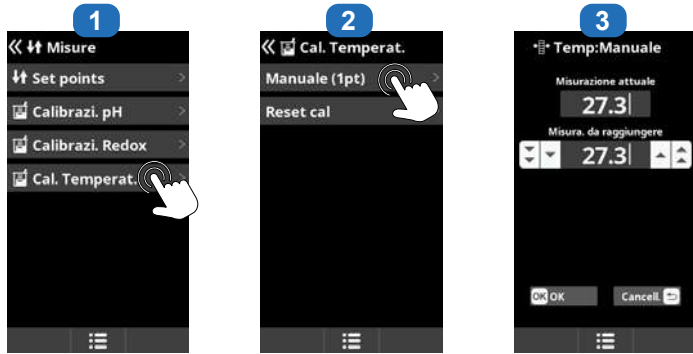 1
Misure
Set points
Calibrazi. pH
Calibrazi. Redox
Cal. Temperat.
2
Cal. Temperat.
Manuale (1pt)
Reset cal
3
Temp:Manuale
Misurazione attuale
27.3
Misura. da raggiungere
27.3
OK OK Cancell.